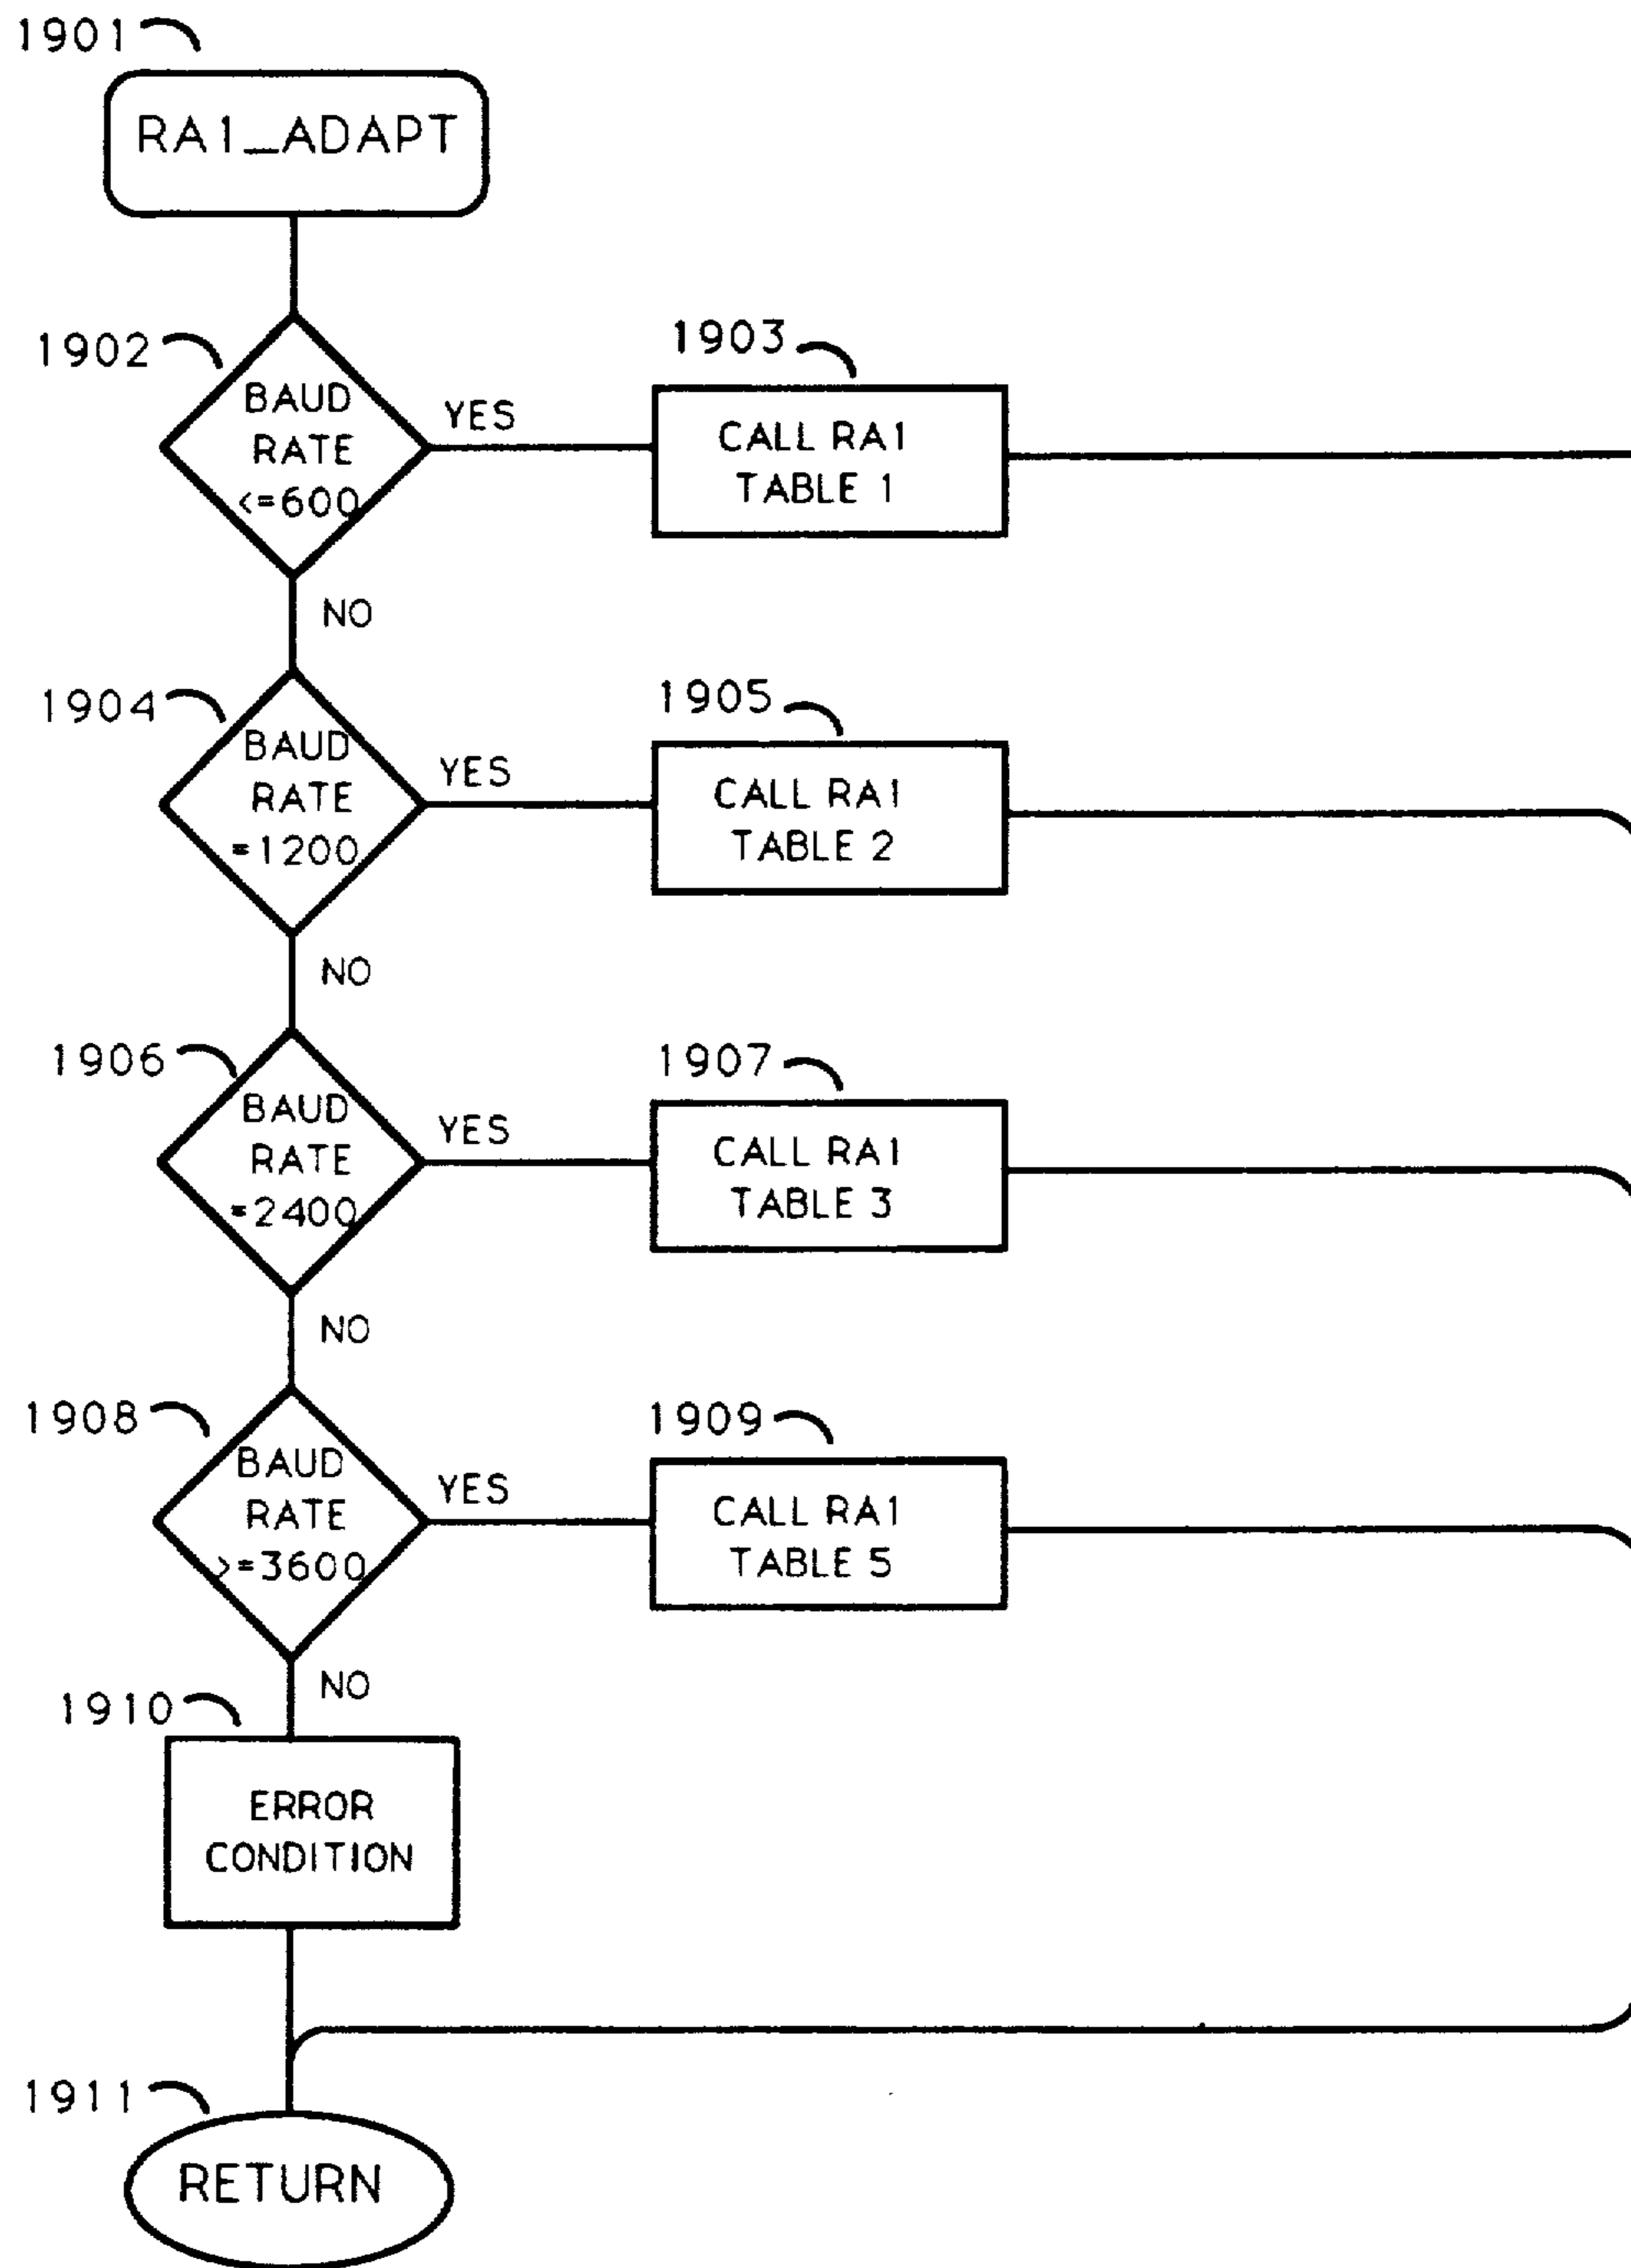 1901
RA1_ADAPT
1902
BAUD
RATE
<=600
YES
1903
CALL RA1
TABLE 1
NO
1904
BAUD
RATE
=1200
YES
1905
CALL RA1
TABLE 2
NO
1906
BAUD
RATE
=2400
YES
1907
CALL RA1
TABLE 3
NO
1908
BAUD
RATE
>=3600
YES
1909
CALL RA1
TABLE 5
NO
1910
ERROR
CONDITION
1911
RETURN